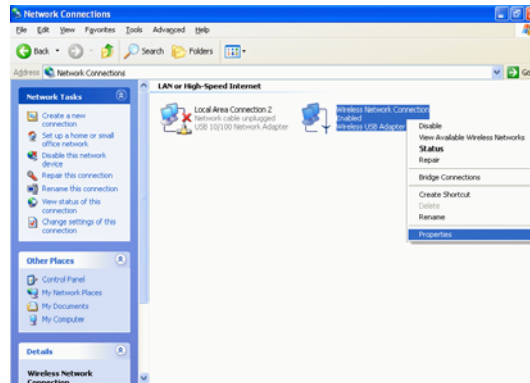 Network Connections
File Edit View Favorites Tools Advanced Help
Back Search Folders
Address Network Connections Go
Network Tasks
Create a new connection
Set up a home or small office network
Disable this network device
Repair this connection
Rename this connection
View status of this connection
Change settings of this connection
Other Places
Control Panel
My Network Places
My Documents
My Computer
Details
Wireless Network
Connection
LAN or High-Speed Internet
Local Area Connection 2
Network cable unplugged
USB 10/100 Network Adapter
Wireless Network Connection
Enabled
Wireless USB Adapter
Disable
View Available Wireless Networks
Status
Repair
Bridge Connections
Create Shortcut
Delete
Rename
Properties